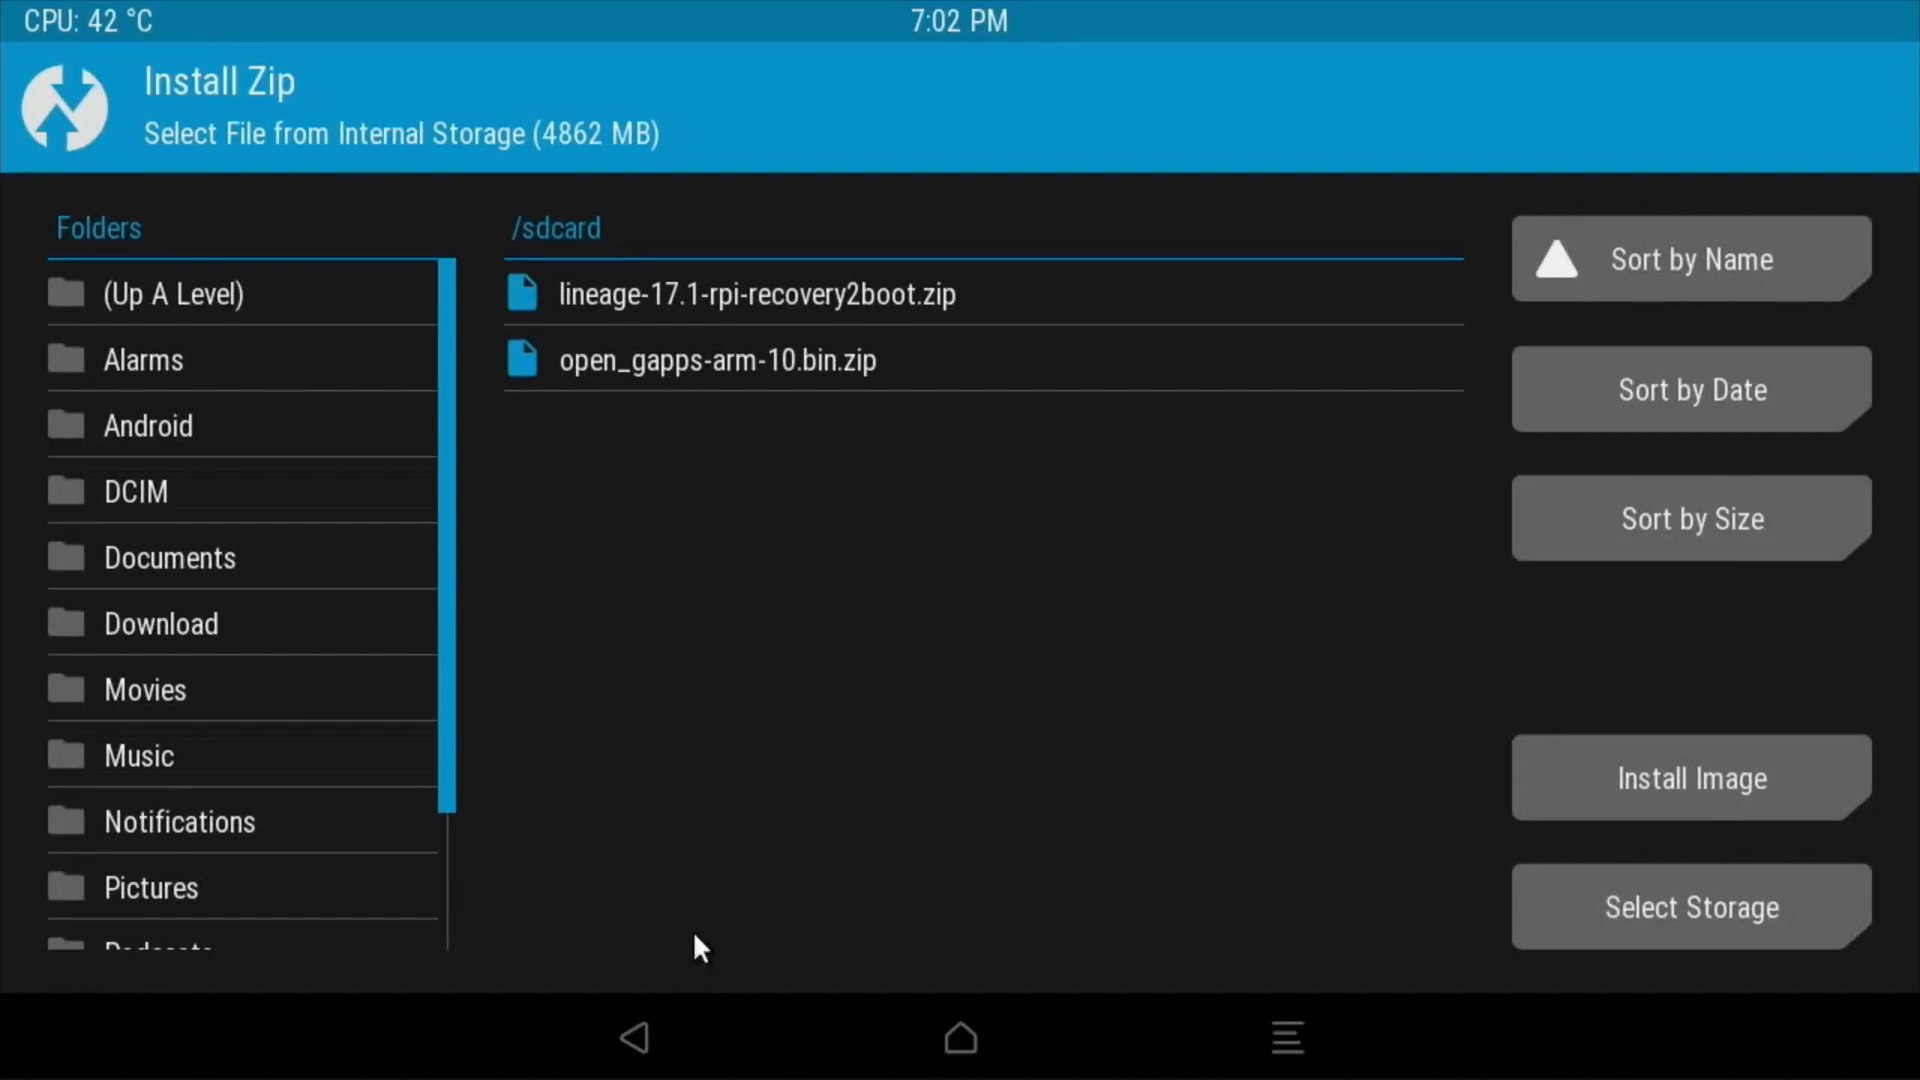 CPU: 42 °C
7:02 PM
Install Zip
Select File from Internal Storage (4862 MB)
Folders
(Up A Level)
Alarms
Android
DCIM
Documents
Download
Movies
Music
Notifications
Pictures
/sdcard
lineage-17.1-rpi-recovery2boot.zip
open_gapps-arm-10.bin.zip
Sort by Name
Sort by Date
Sort by Size
Install Image
Select Storage